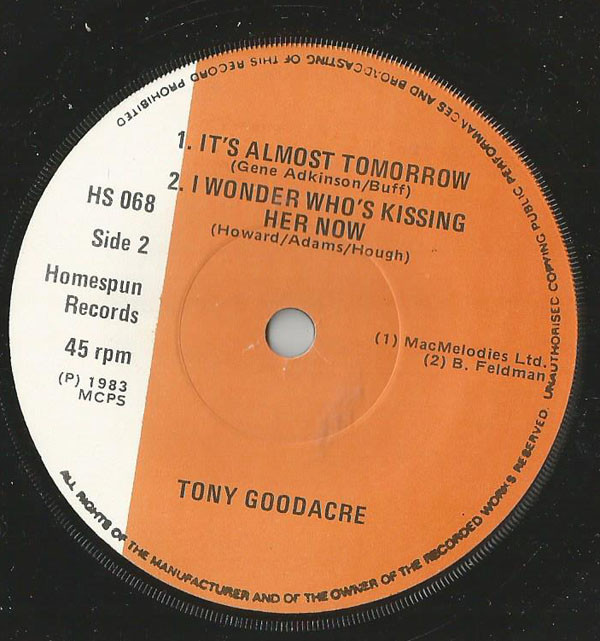 1. IT'S ALMOST TOMORROW
(Gene Adkinson/Buff)
2. I WONDER WHO'S KISSING
HER NOW
(Howard/Adams/Hough)
HS 068
Side 2
Homespun
Records
45 rpm
(P) 1983
MCPS
(1) MacMelodies Ltd.
(2) B. Feldman
TONY GOODACRE
ALL RIGHTS OF THE MANUFACTURER AND OF THE OWNER OF THE RECORDED WORKS RESERVED. UNAUTHORISED COPYING PUBLIC PERFORMANCES AND BROADCASTING OF THIS RECORD PROHIBITED